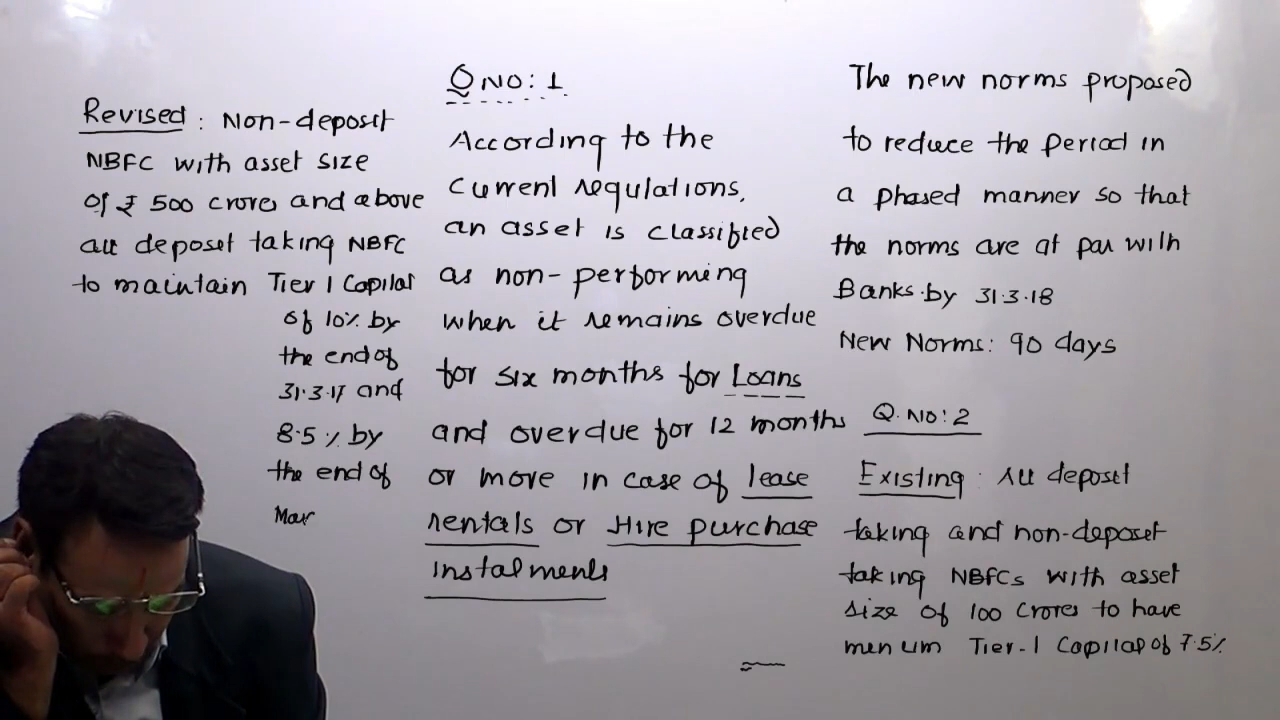 Q NO: 1
According to the
Current regulations,
an asset is classified
as non-performing
when it remains overdue
for six months for Loans
and overdue for 12 months
or more in case of lease
rentals or Hire purchase
instalments
The new norms proposed
to reduce the period in
a phased manner so that
the norms are at par with
Banks by 31.3.18
New Norms: 90 days
Q. NO: 2
Existing: All deposit
taking and non-deposit
taking NBFCs with asset
size of 100 Crores to have
Tier-1 Capital of 7.5%
Revised: Non-deposit
NBFC with asset size
of ₹ 500 crores and above
all deposit taking NBFC
to maintain Tier 1 Capital
of 10% by
the end of
31.3.17 and
8.5% by
the end of
Mar